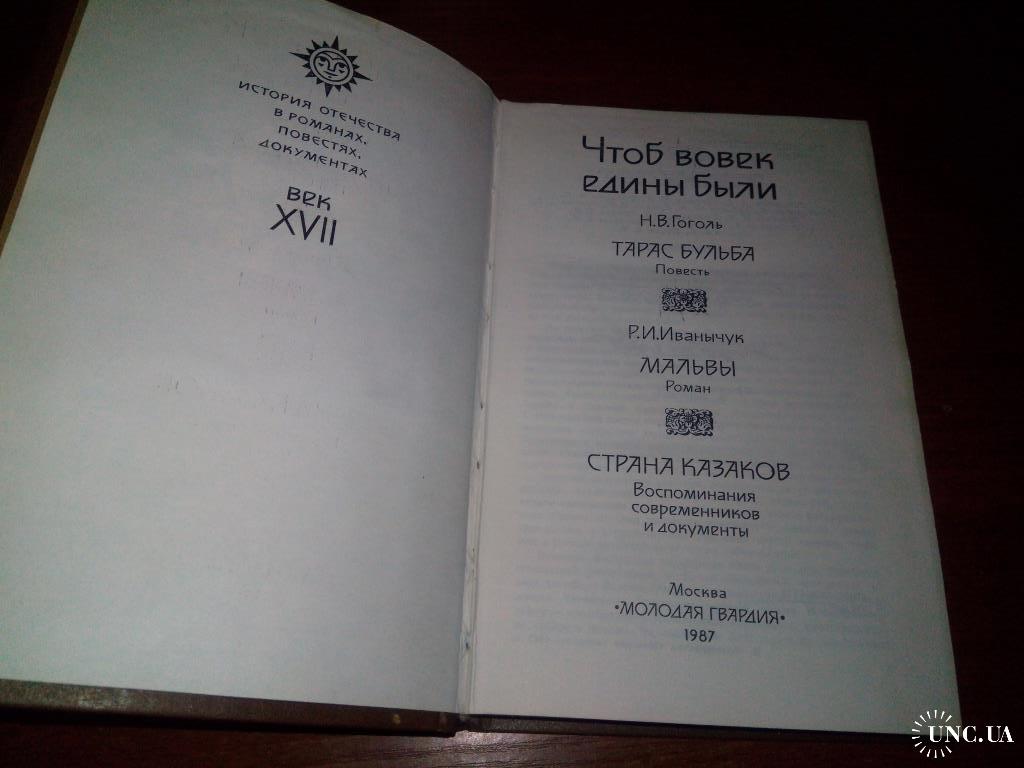 ИСТОРИЯ ОТЕЧЕСТВА
В РОМАНАХ,
ПОВЕСТЯХ,
ДОКУМЕНТАХ
ВЕК
XVII
Чтоб вовек
едины были
Н.В.Гоголь
ТАРАС БУЛЬБА
Повесть
Р.И.Иванычук
МАЛЬВЫ
Роман
СТРАНА КАЗАКОВ
Воспоминания
современников
и документы
Москва
•МОЛОДАЯ ГВАРДИЯ•
1987
UNC.UA